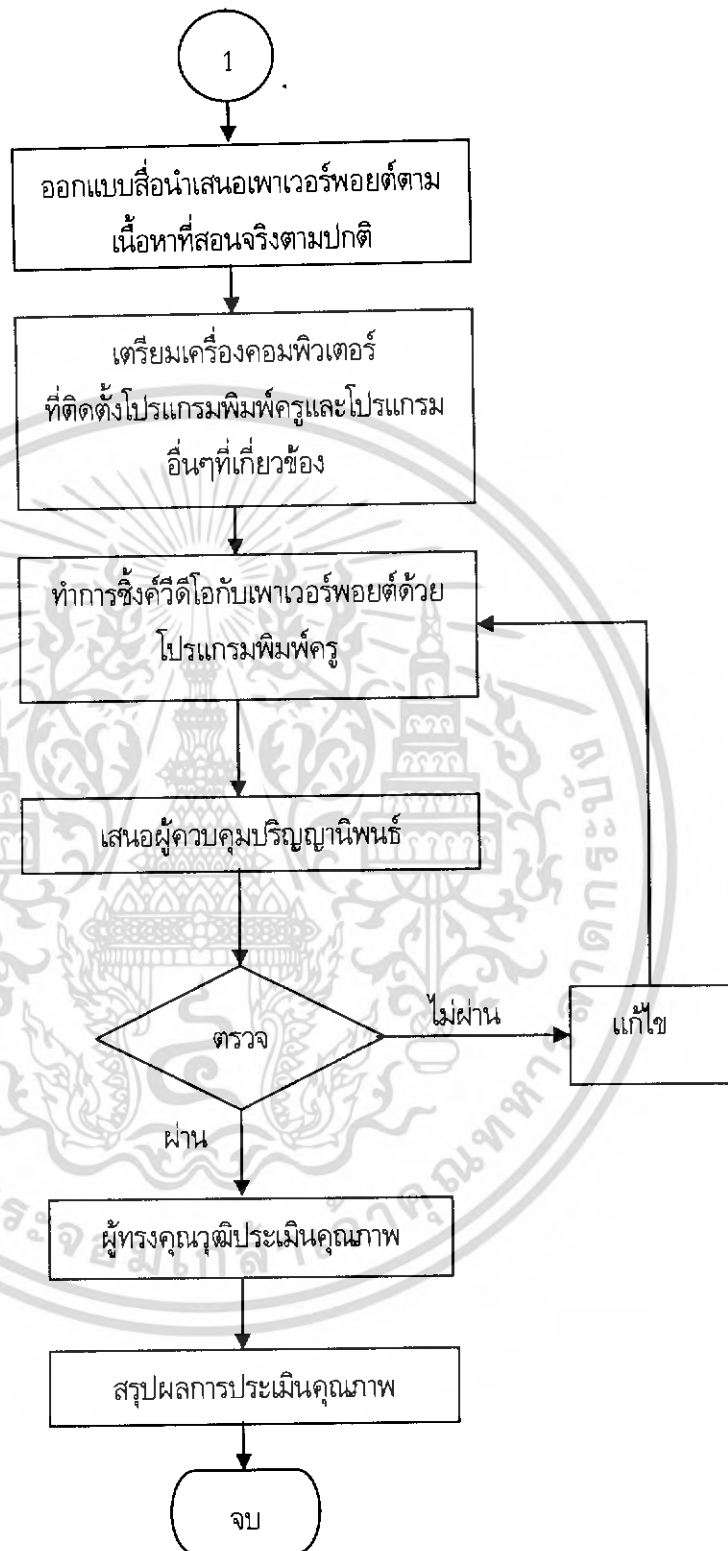 1
ออกแบบสื่อนำเสนอเพาเวอร์พอยต์ตาม
เนื้อหาที่สอนจริงตามปกติ
เตรียมเครื่องคอมพิวเตอร์
ที่ติดตั้งโปรแกรมพิมพ์ครูและโปรแกรม
อื่นๆที่เกี่ยวข้อง
ทำการซิ้งค์วีดีโอกับเพาเวอร์พอยต์ด้วย
โปรแกรมพิมพ์ครู
เสนอผู้ควบคุมปริญญานิพนธ์
ตรวจ
ไม่ผ่าน
แก้ไข
ผ่าน
ผู้ทรงคุณวุฒิประเมินคุณภาพ
สรุปผลการประเมินคุณภาพ
จบ